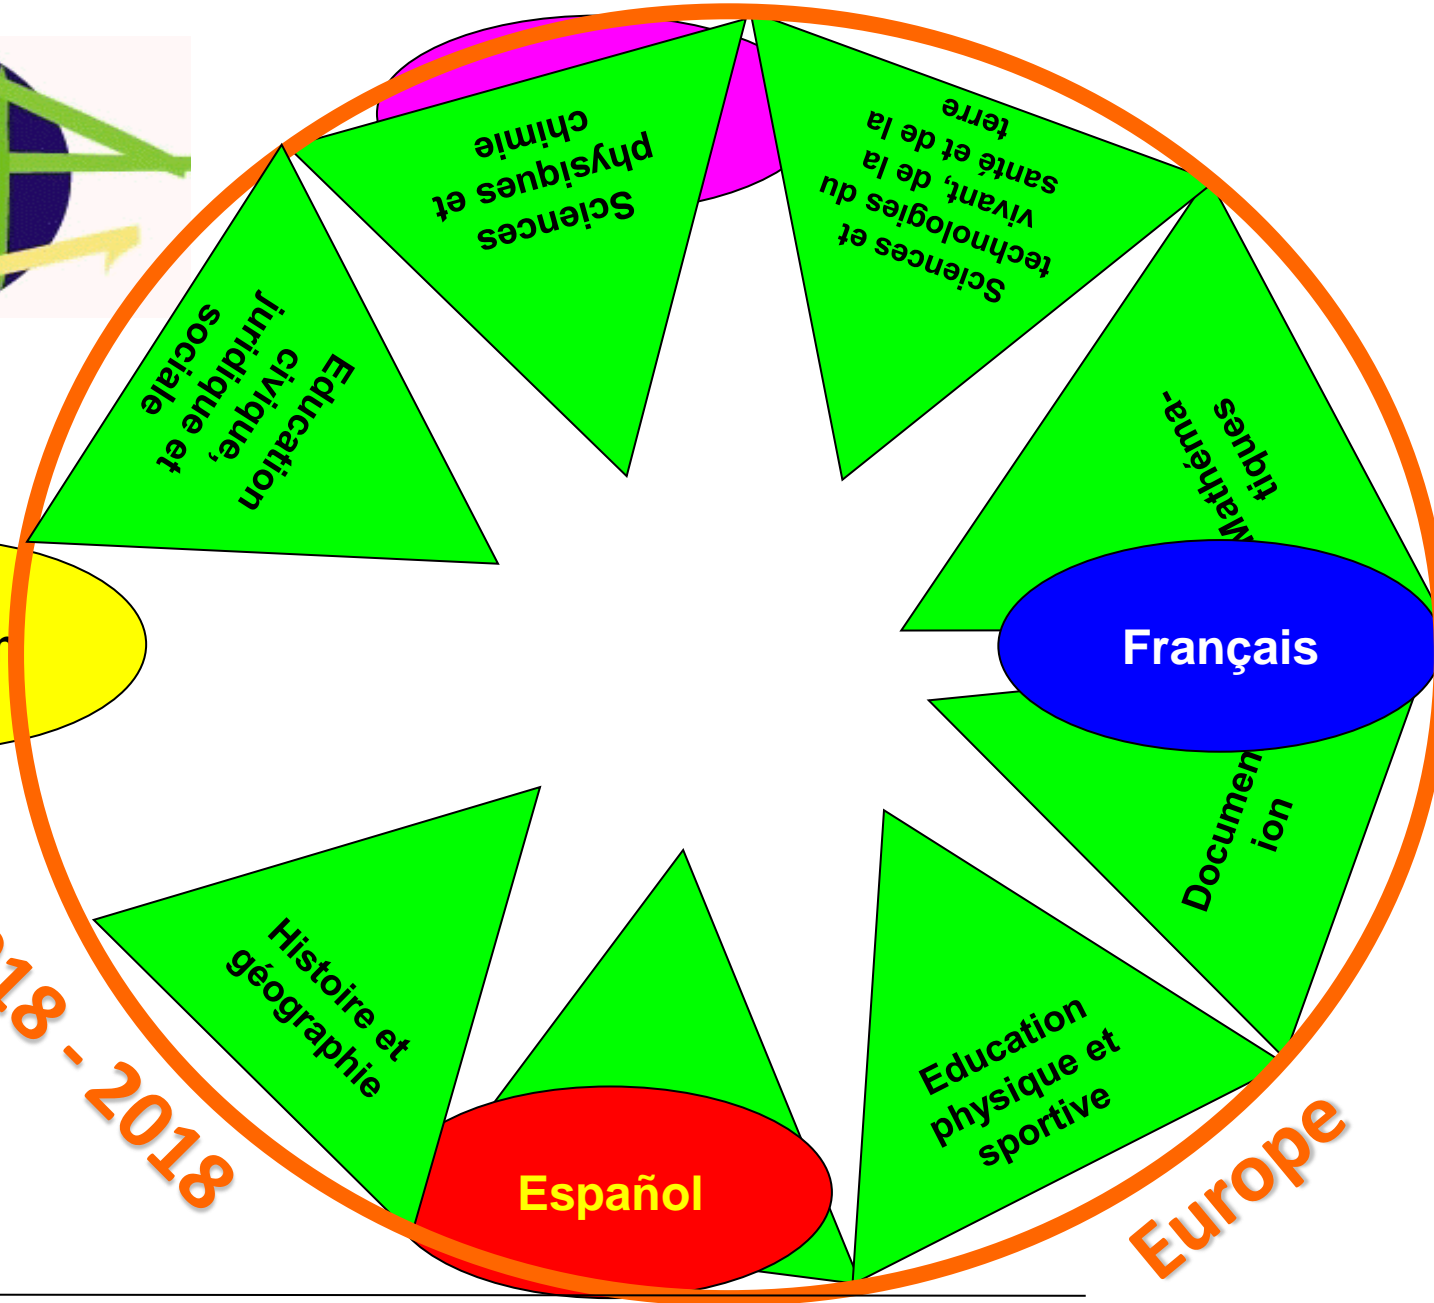 Sciences
physiques et
chimie
Sciences et
technologies du
vivant, de la
santé et de la
terre
Education
civique,
juridique et
sociale
Mathéma-
tiques
Français
Documen
ion
Histoire et
géographie
Education
physique et
sportive
Español
18 - 2018
Europe